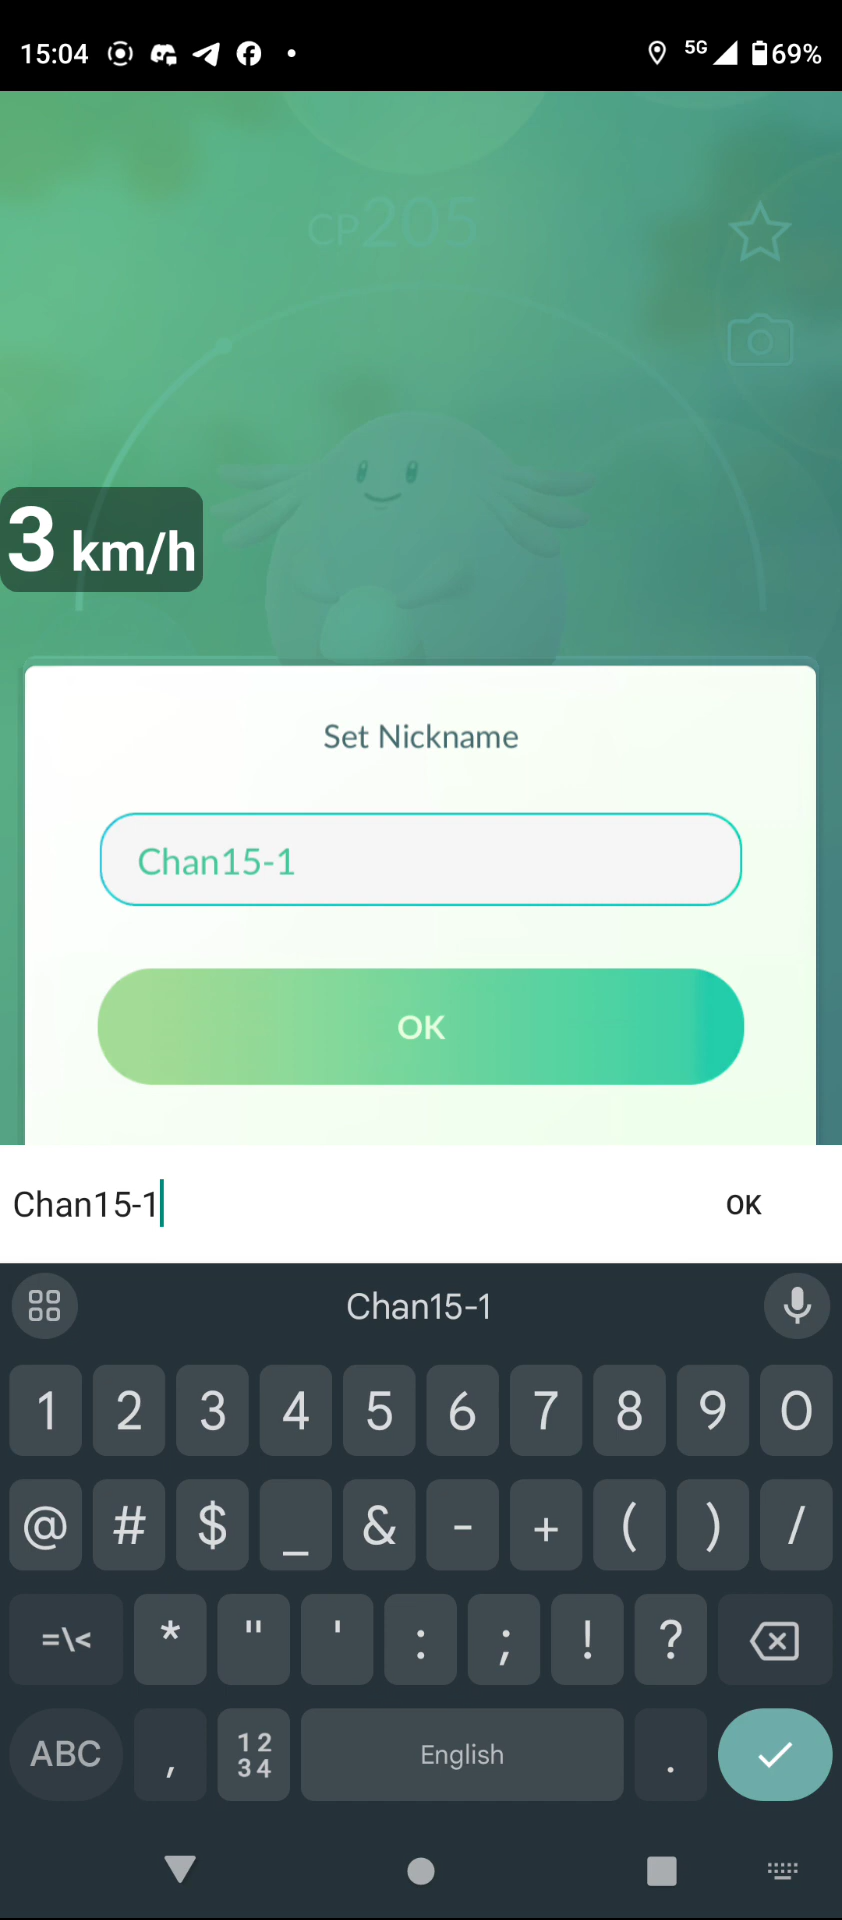 15:04
5G
69%
CP205
3 km/h
Set Nickname
Chan15-1
OK
Chan15-1
OK
Chan15-1
1 2 3 4 5 6 7 8 9 0
@ # $ _ & - + ( ) /
=\< * " ' : ; ! ?
ABC , 12 34 English .